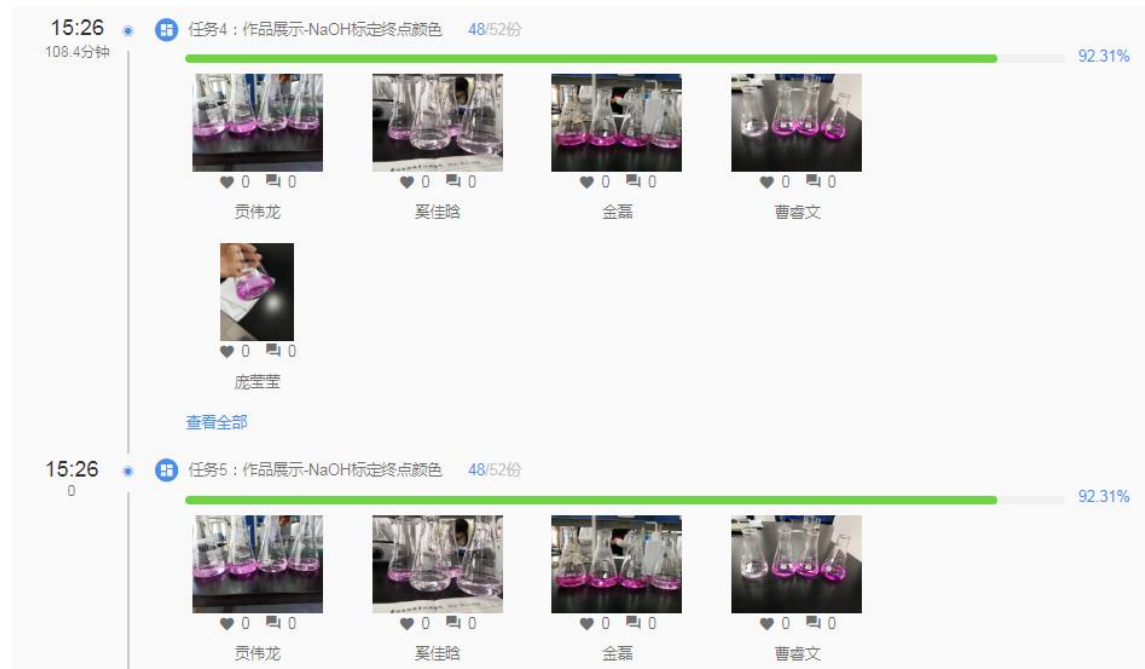 15:26
108.4分钟
任务4：作品展示-NaOH标定终点颜色 48/52份
92.31%
0 0 0 0 0 0 0 0
贡伟龙 奚佳晗 金磊 曹睿文
0 0
庞莹莹
查看全部
15:26
0
任务5：作品展示-NaOH标定终点颜色 48/52份
92.31%
0 0 0 0 0 0 0 0
贡伟龙 奚佳晗 金磊 曹睿文